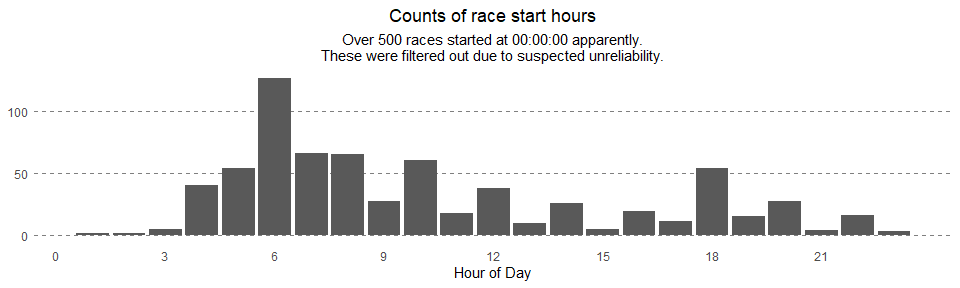 Counts of race start hours
Over 500 races started at 00:00:00 apparently.
These were filtered out due to suspected unreliability.
100
50
0
0 3 6 9 12 15 18 21
Hour of Day